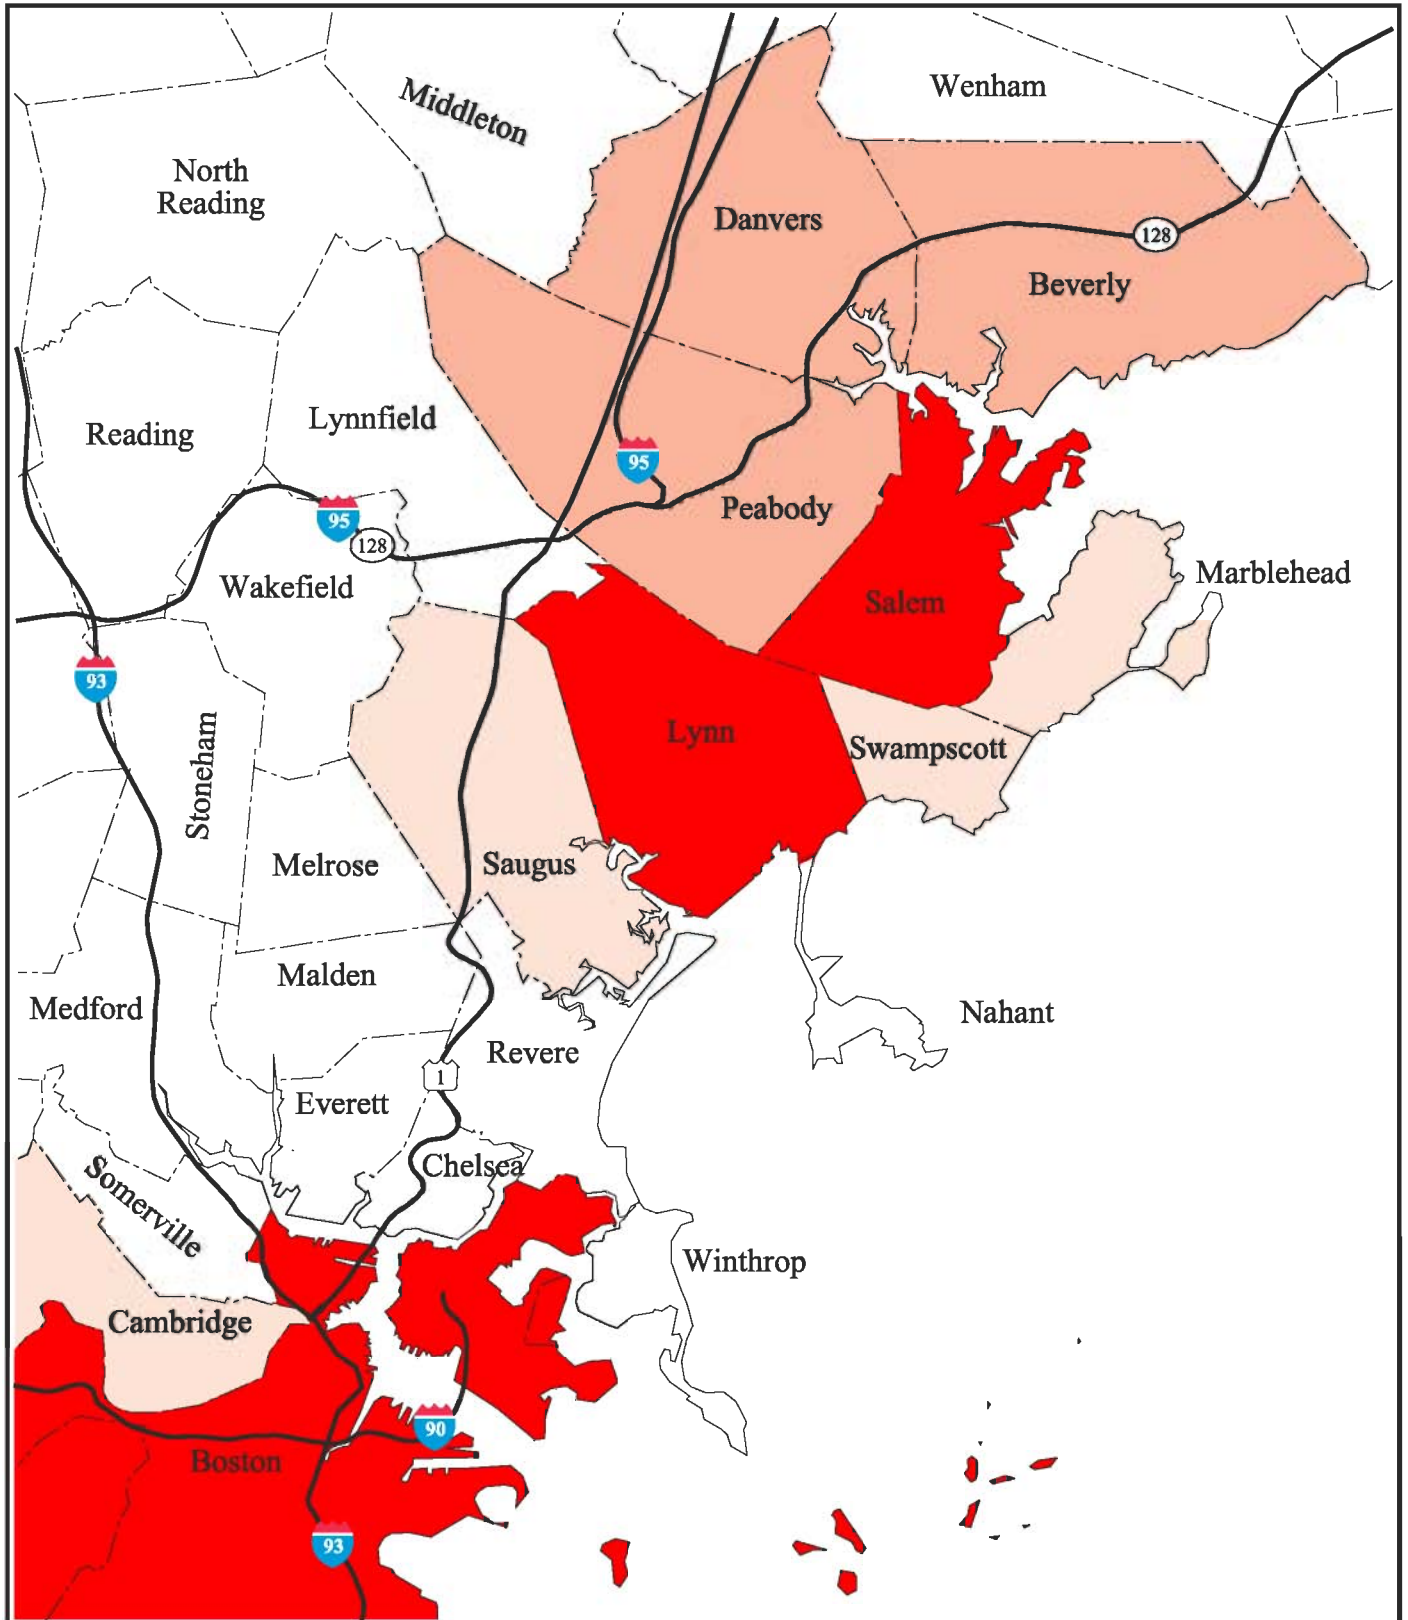 Wenham
Middleton
North
Reading
Danvers
128
Beverly
Lynnfield
Reading
95
Peabody
95
128
Marblehead
Wakefield
Salem
93
Stoneham
Lynn
Swampscott
Melrose
Saugus
Malden
Medford
Nahant
Revere
1
Everett
Chelsea
Somerville
Winthrop
Cambridge
90
Boston
93